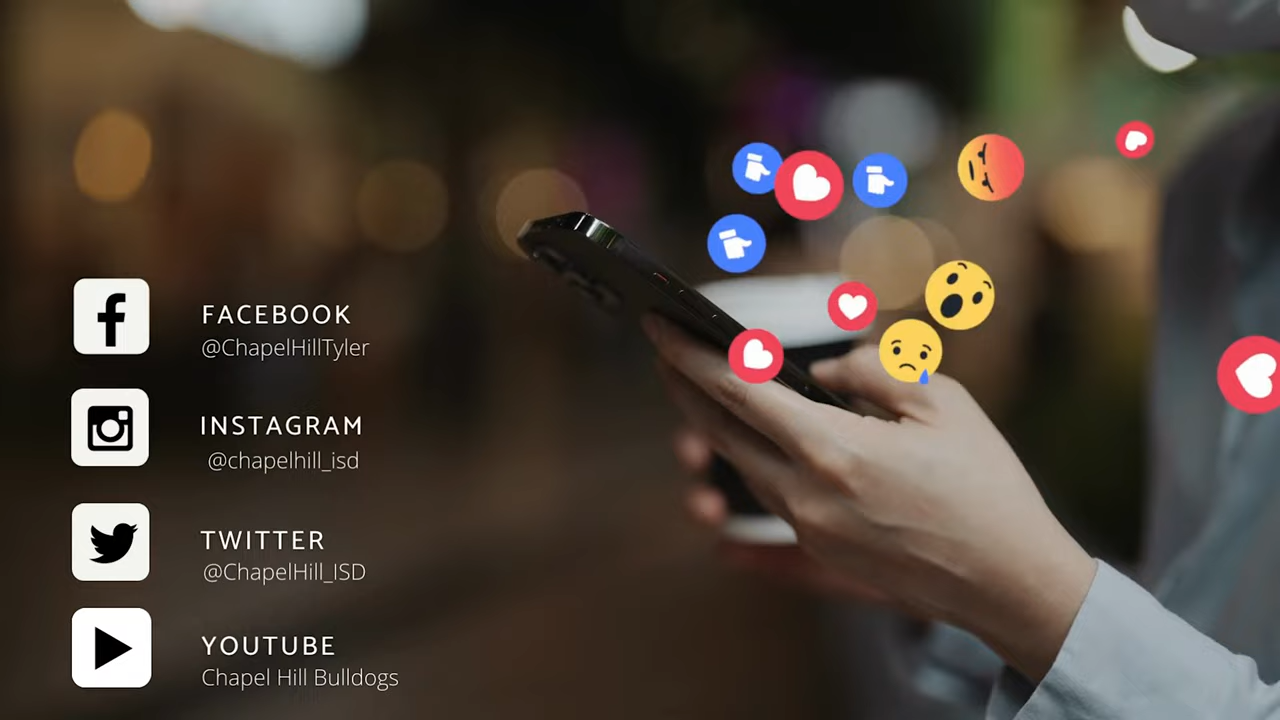 FACEBOOK
@ChapelHillTyler
INSTAGRAM
@chapelhill_isd
TWITTER
@ChapelHill_ISD
YOUTUBE
Chapel Hill Bulldogs